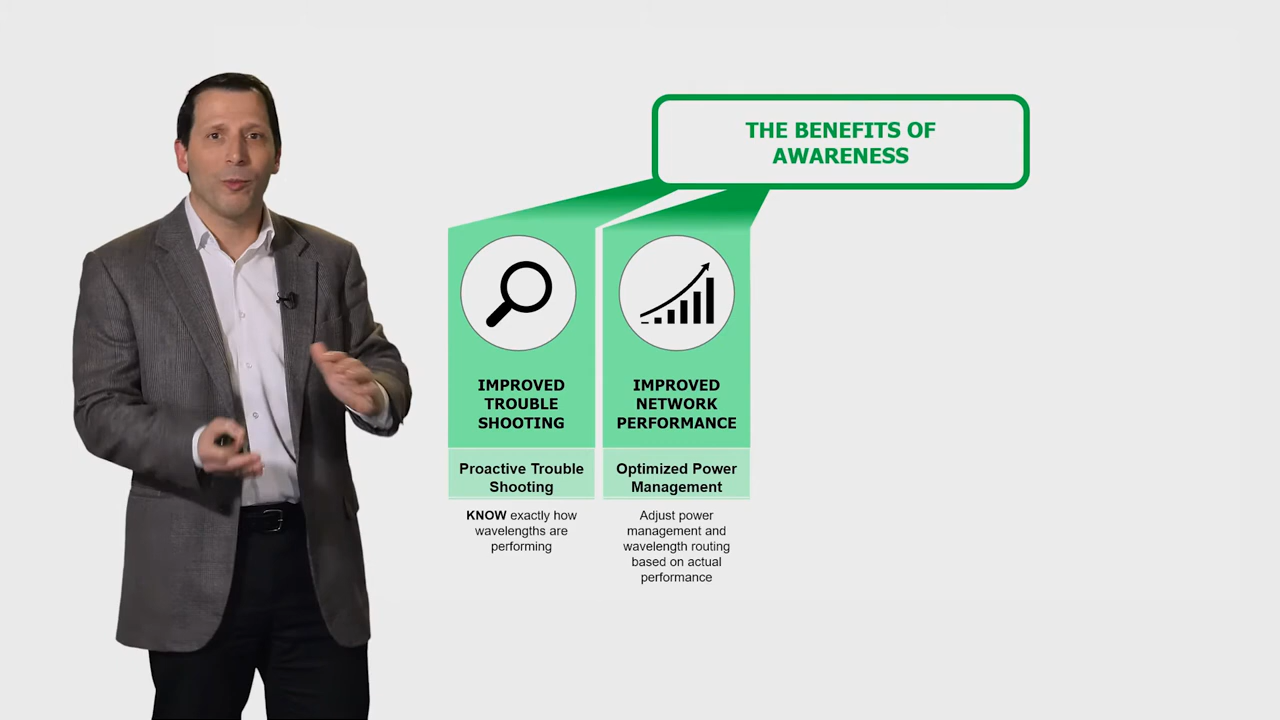 THE BENEFITS OF
AWARENESS
IMPROVED
TROUBLE
SHOOTING
Proactive Trouble
Shooting
KNOW exactly how
wavelengths are
performing
IMPROVED
NETWORK
PERFORMANCE
Optimized Power
Management
Adjust power
management and
wavelength routing
based on actual
performance